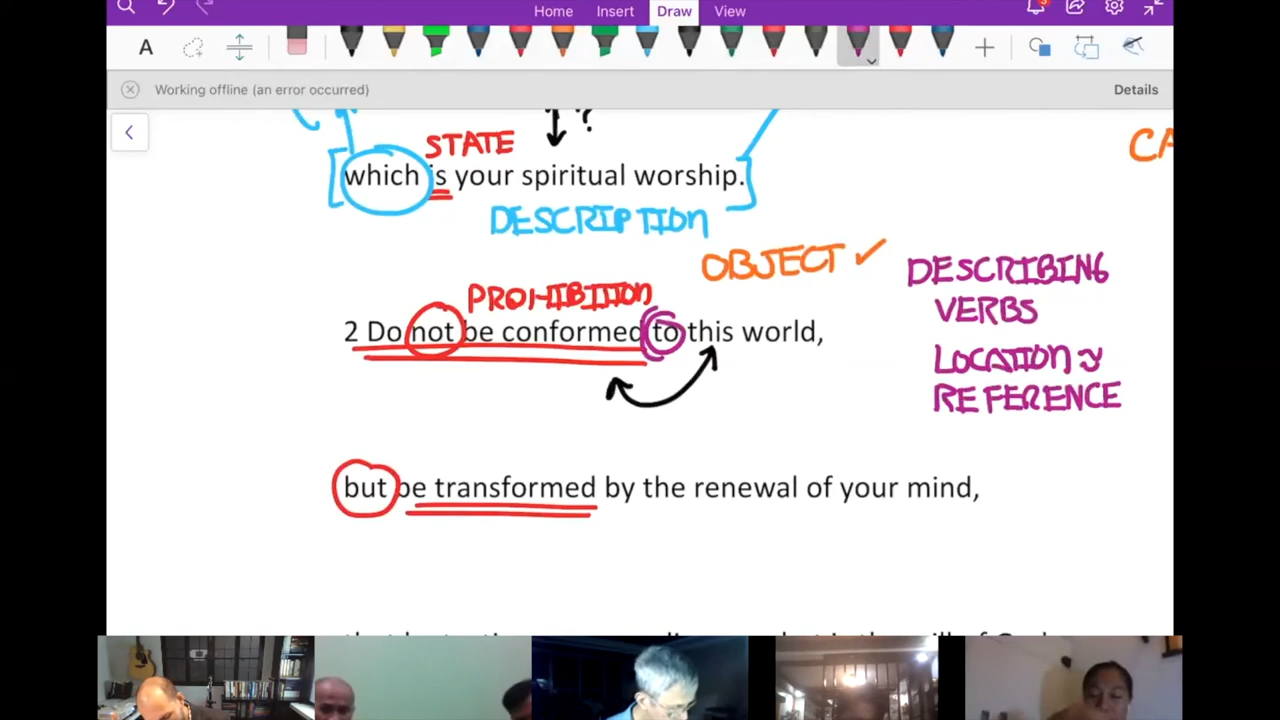 Home Insert Draw View
A
Working offline (an error occurred) Details
?
STATE
CA
which is your spiritual worship.
DESCRIPTION
OBJECT ✓
DESCRIBING
VERBS
PROHIBITION
2 Do not be conformed to this world,
LOCATION
REFERENCE
but be transformed by the renewal of your mind,